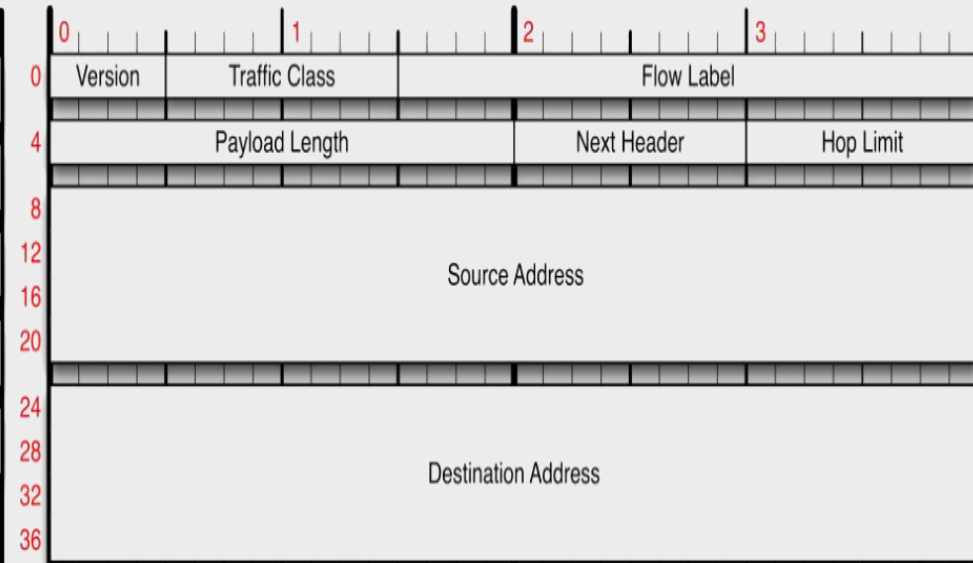 0 1 2 3
0 Version Traffic Class Flow Label
4 Payload Length Next Header Hop Limit
8
12
Source Address
16
20
24
28
Destination Address
32
36